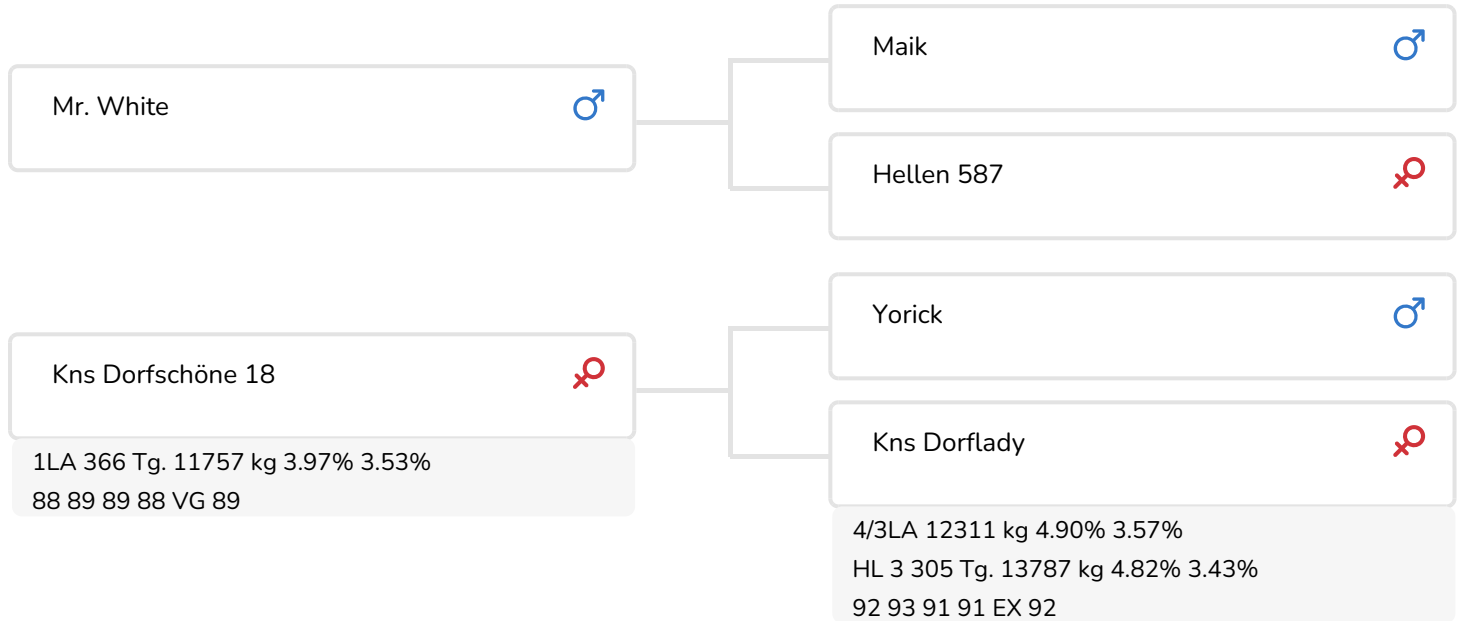 Maik
Mr. White
Hellen 587
Yorick
Kns Dorfschöne 18
1LA 366 Tg. 11757 kg 3.97% 3.53%
88 89 89 88 VG 89
Kns Dorflady
4/3LA 12311 kg 4.90% 3.57%
HL 3 305 Tg. 13787 kg 4.82% 3.43%
92 93 91 91 EX 92